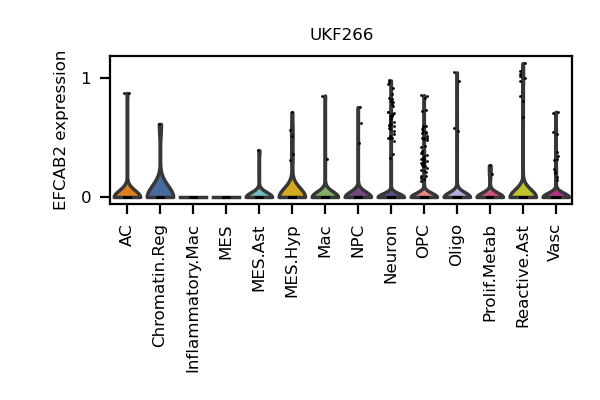 UKF266
EFCAB2 expression
1
0
AC
Chromatin.Reg
Inflammatory.Mac
MES
MES.Ast
MES.Hyp
Mac
NPC
Neuron
OPC
Oligo
Prolif.Metab
Reactive.Ast
Vasc